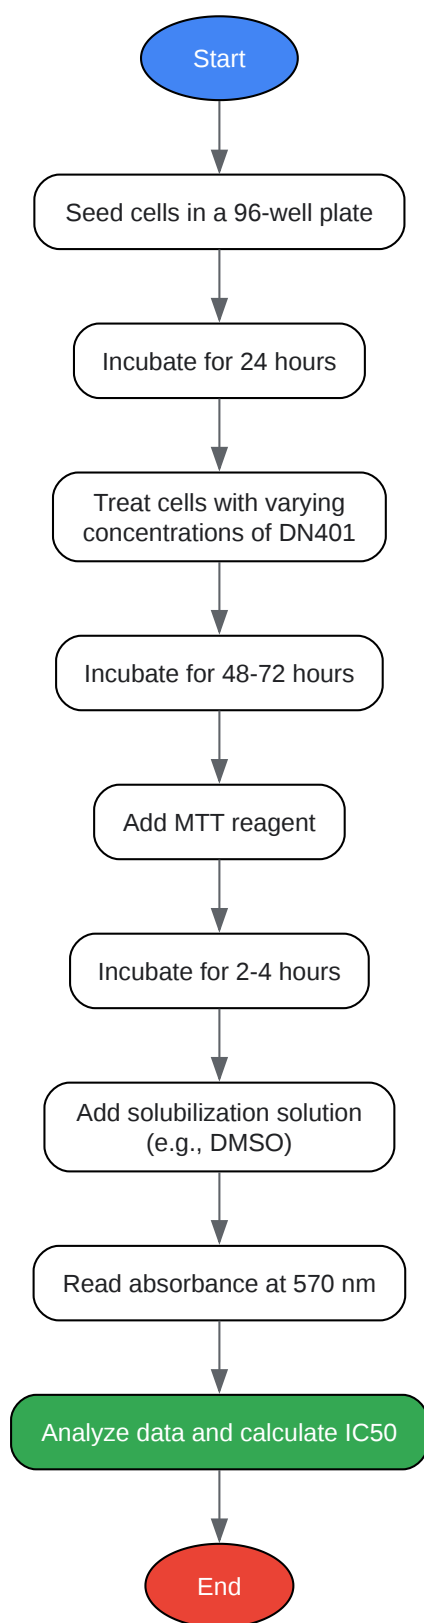 Start
Seed cells in a 96-well plate
Incubate for 24 hours
Treat cells with varying
concentrations of DN401
Incubate for 48-72 hours
Add MTT reagent
Incubate for 2-4 hours
Add solubilization solution
(e.g., DMSO)
Read absorbance at 570 nm
Analyze data and calculate IC50
End